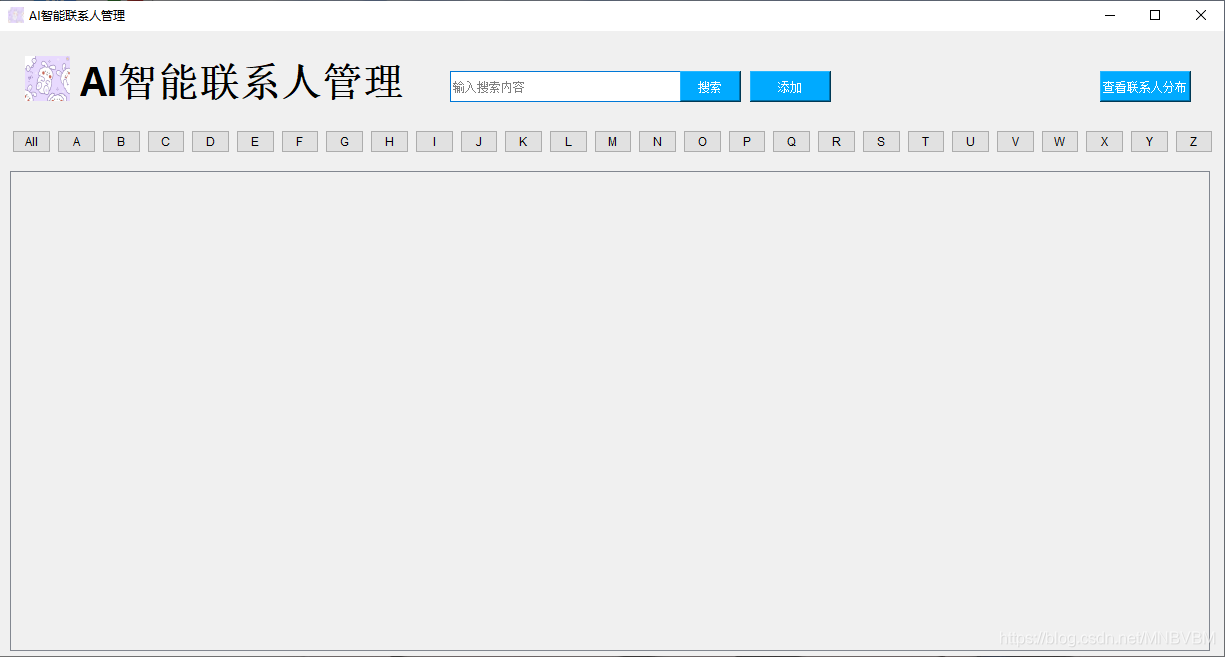 AI智能联系人管理
AI智能联系人管理
输入搜索内容 搜索 添加 查看联系人分布
All A B C D E F G H I J K L M N O P Q R S T U V W X Y Z
https://blog.csdn.net/MNBVBM